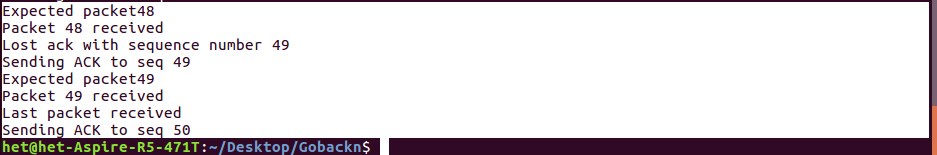 Expected packet48
Packet 48 received
Lost ack with sequence number 49
Sending ACK to seq 49
Expected packet49
Packet 49 received
Last packet received
Sending ACK to seq 50
het@het-Aspire-R5-471T:~/Desktop/Gobackn$